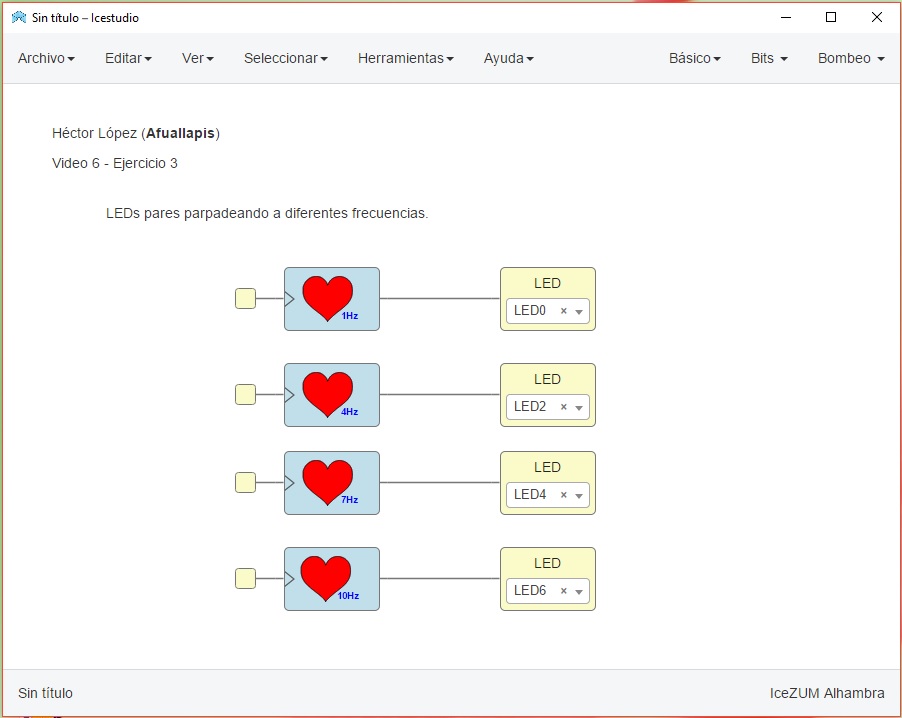 Sin título – Icestudio
Archivo Editar Ver Seleccionar Herramientas Ayuda Básico Bits Bombeo
Héctor López (Afuallapis)
Video 6 - Ejercicio 3
LEDs pares parpadeando a diferentes frecuencias.
LED
1Hz LED0 ×
LED
4Hz LED2 ×
LED
7Hz LED4 ×
LED
10Hz LED6 ×
Sin título IceZUM Alhambra